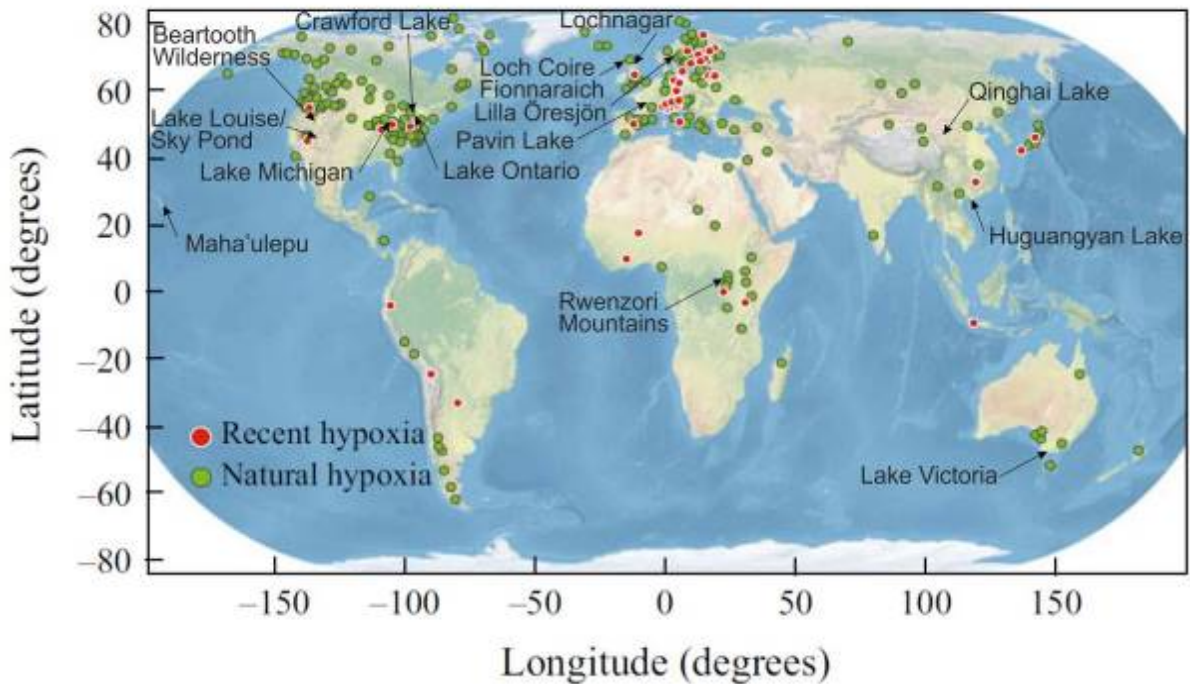 Crawford Lake
Lochnagar
Beartooth
Wilderness
Loch Coire
Fionnaraich
Lilla Öresjön
Qinghai Lake
Lake Louise/
Sky Pond
Pavin Lake
Lake Michigan
Lake Ontario
Maha'ulepu
Huguangyan Lake
Rwenzori
Mountains
Lake Victoria
Recent hypoxia
Natural hypoxia
Latitude (degrees)
80
60
40
20
0
–20
–40
–60
–80
–150
–100
–50
0
50
100
150
Longitude (degrees)